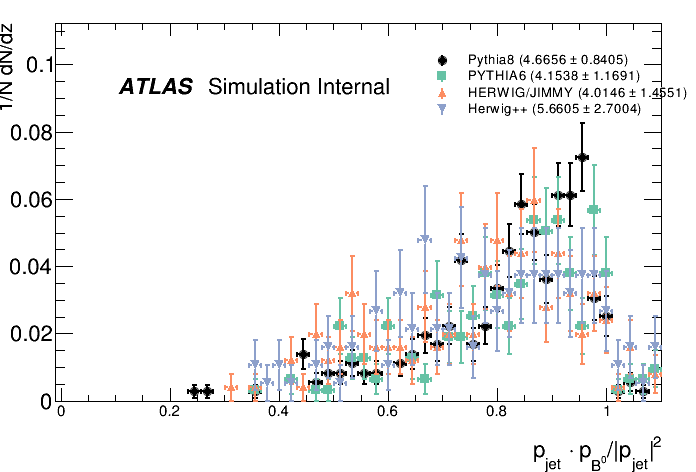 1/N dN/dz
0.1
0.08
0.06
0.04
0.02
0
ATLAS Simulation Internal
Pythia8 (4.6656 ± 0.8405)
PYTHIA6 (4.1538 ± 1.1691)
HERWIG/JIMMY (4.0146 ± 1.4551)
Herwig++ (5.6605 ± 2.7004)
0 0.2 0.4 0.6 0.8 1
p_jet · p_B⁰/|p_jet|²